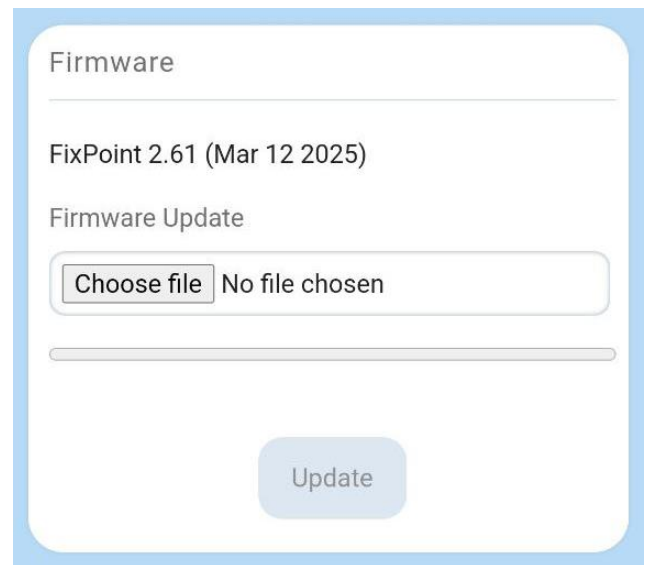 Firmware
FixPoint 2.61 (Mar 12 2025)
Firmware Update
Choose file No file chosen
Update